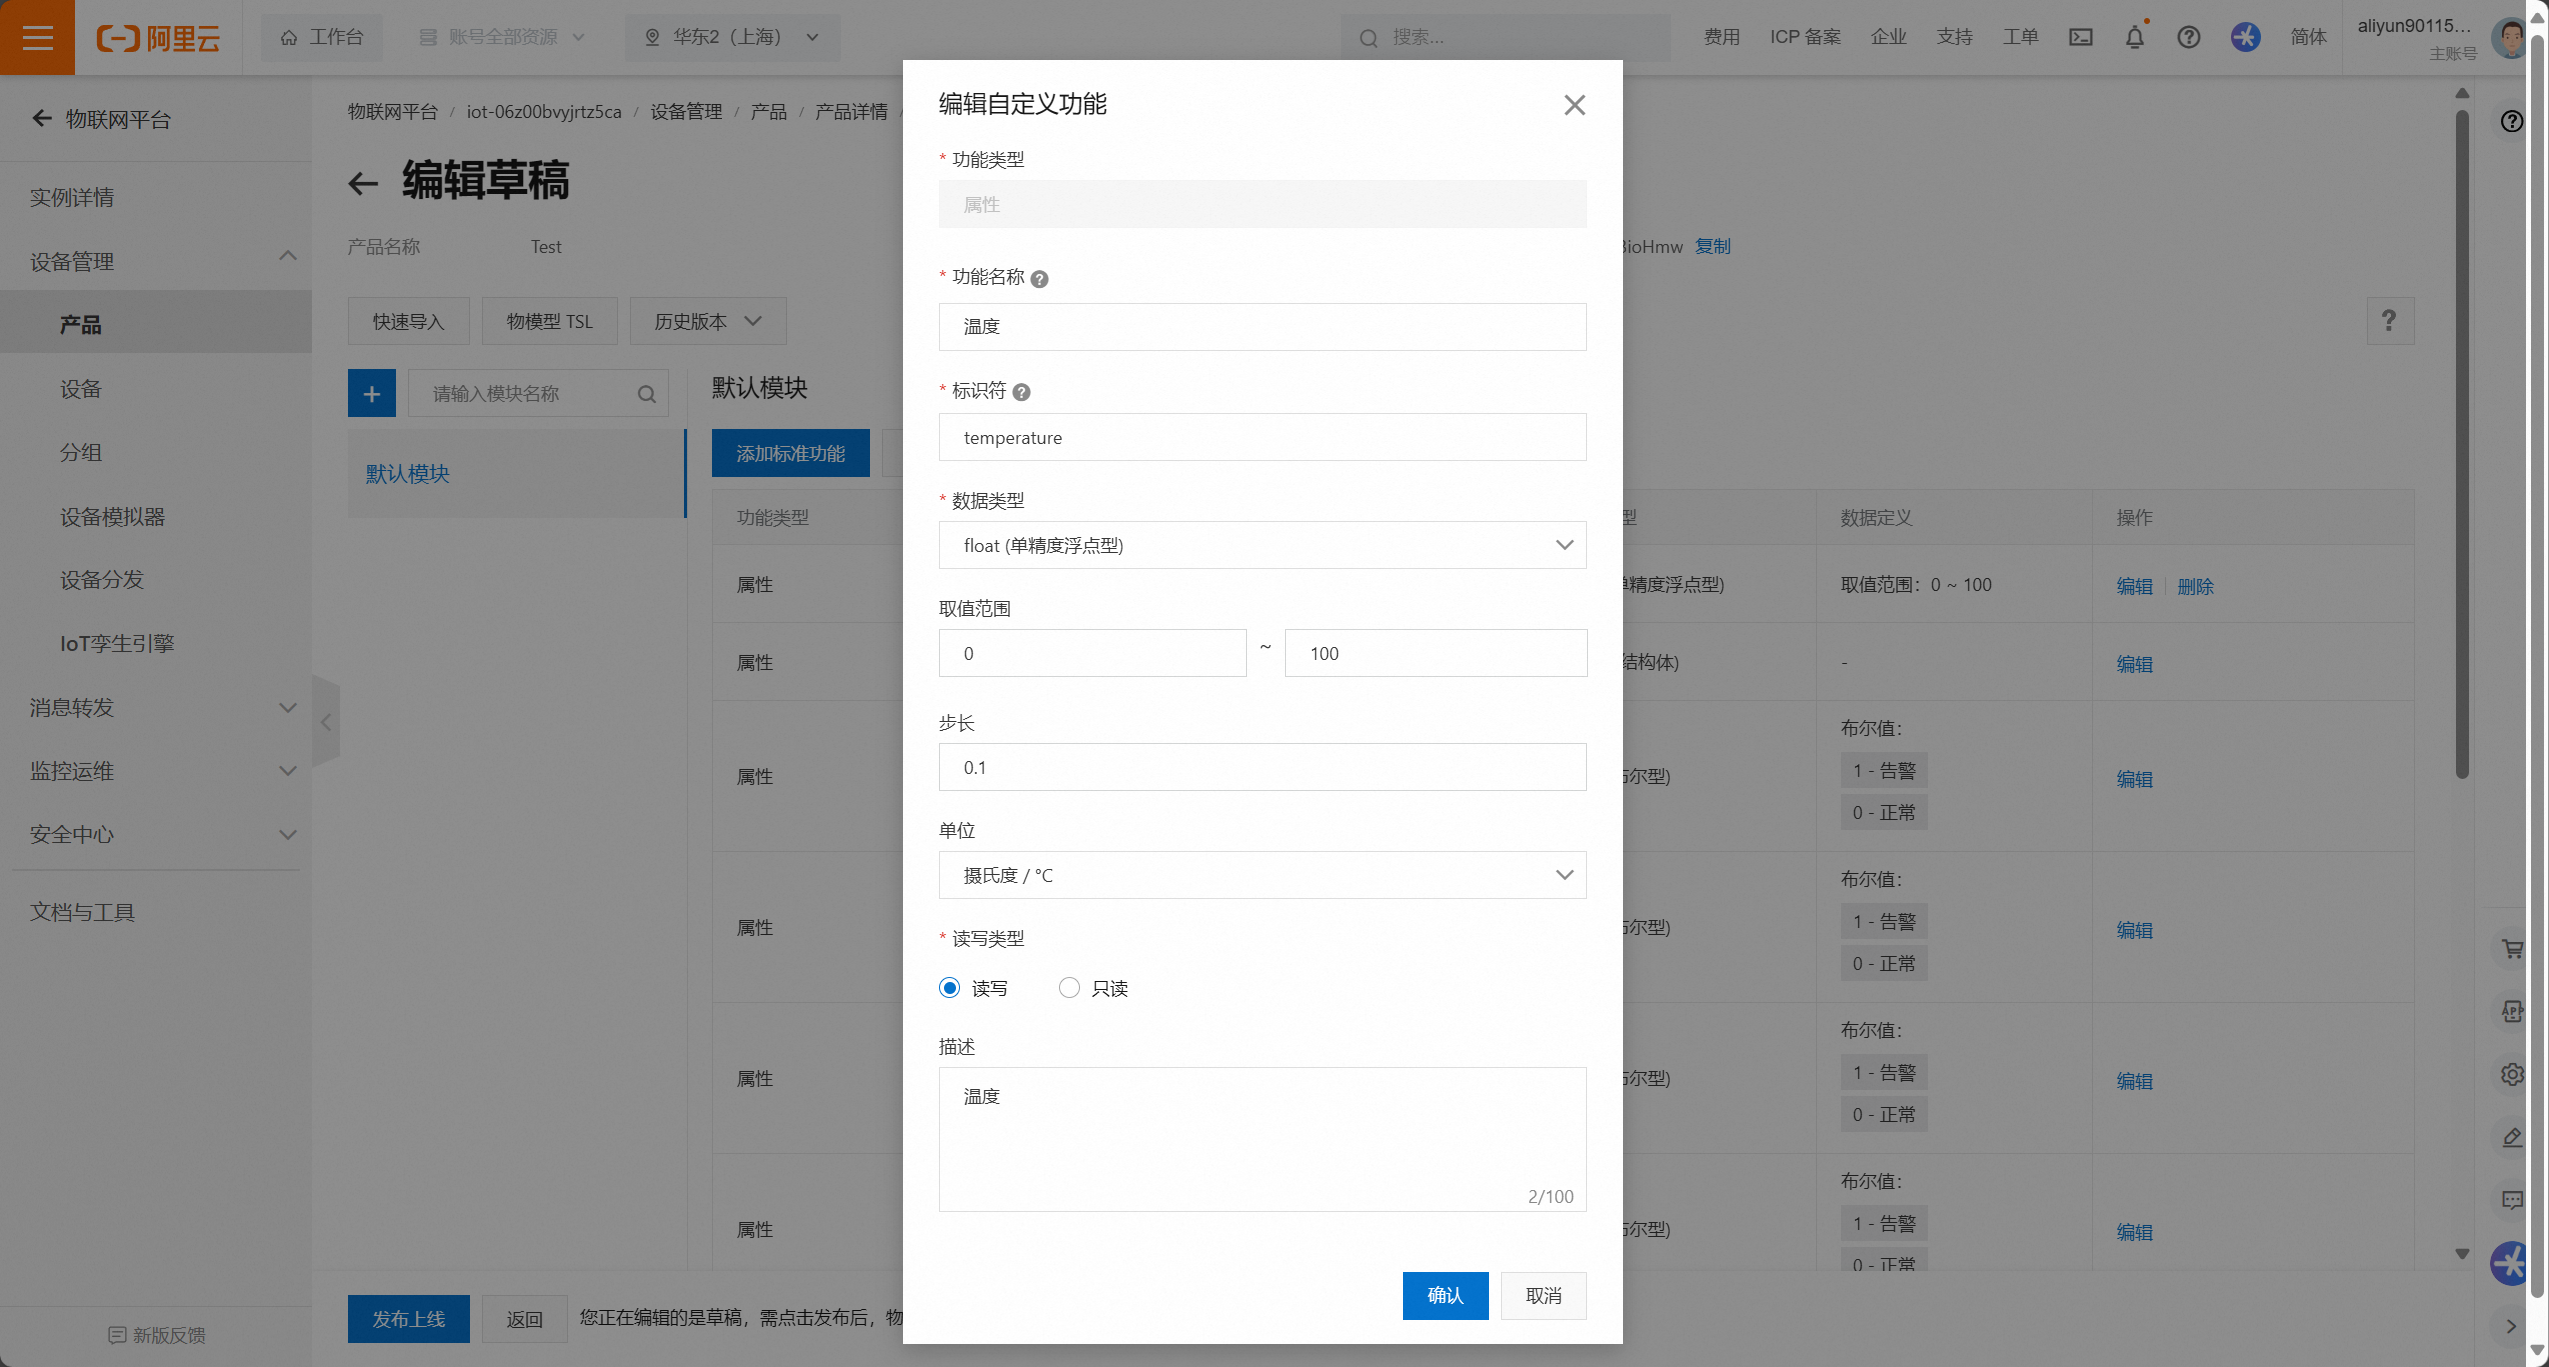 阿里云
工作台
账号全部资源
华东2（上海）
搜索...
费用
ICP 备案
企业
支持
工单
简体
aliyun90115...
主账号
物联网平台
实例详情
设备管理
产品
设备
分组
设备模拟器
设备分发
IoT孪生引擎
消息转发
监控运维
安全中心
文档与工具
新版反馈
物联网平台 / iot-06z00bvyjrtz5ca / 设备管理 / 产品 / 产品详情 /
编辑草稿
产品名称 Test
BioHmw 复制
快速导入 物模型 TSL 历史版本
?
+ 请输入模块名称
默认模块
默认模块
添加标准功能
功能类型 型 数据定义 操作
属性 单精度浮点型) 取值范围：0 ~ 100 编辑 删除
属性 结构体) - 编辑
属性 布尔型) 布尔值：
1 - 告警
0 - 正常
编辑
属性 布尔型) 布尔值：
1 - 告警
0 - 正常
编辑
属性 布尔型) 布尔值：
1 - 告警
0 - 正常
编辑
属性 布尔型) 布尔值：
1 - 告警
0 - 正常
编辑
发布上线 返回 您正在编辑的是草稿，需点击发布后，物
编辑自定义功能
* 功能类型
属性
* 功能名称 ?
温度
* 标识符 ?
temperature
* 数据类型
float (单精度浮点型)
取值范围
0 ~ 100
步长
0.1
单位
摄氏度 / °C
* 读写类型
读写 只读
描述
温度
2/100
确认 取消
APP